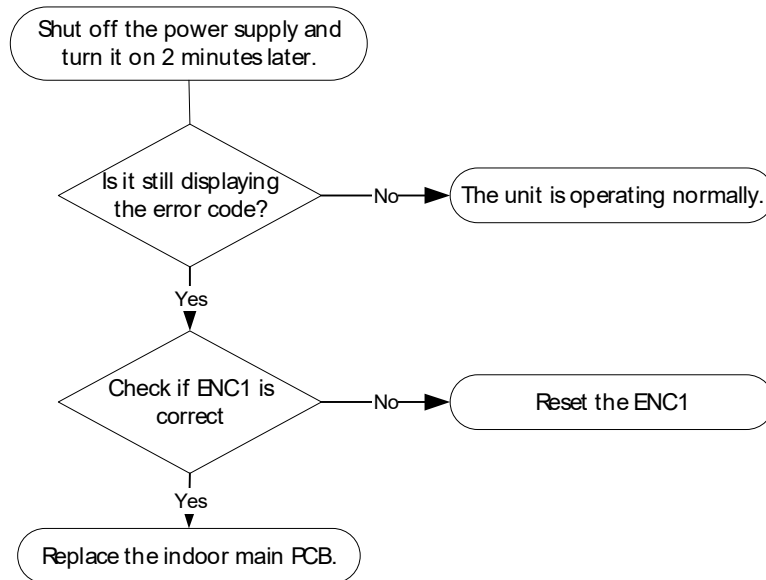 Shut off the power supply and
turn it on 2 minutes later.
Is it still displaying
the error code?
No
The unit is operating normally.
Yes
Check if ENC1 is
correct
No
Reset the ENC1
Yes
Replace the indoor main PCB.